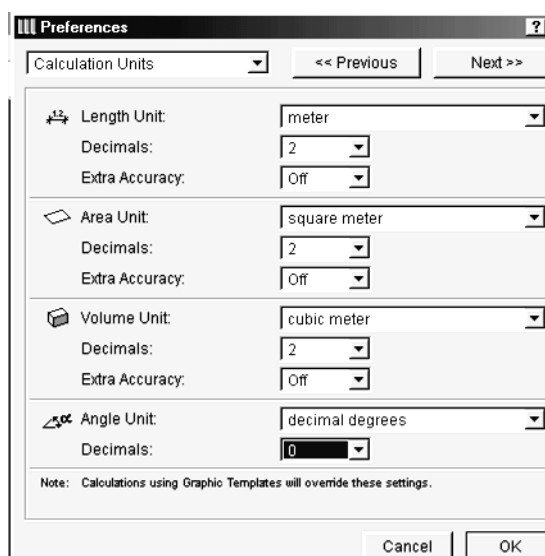 Preferences ?
Calculation Units << Previous Next >>
1.2 Length Unit: meter
Decimals: 2
Extra Accuracy: Off
Area Unit: square meter
Decimals: 2
Extra Accuracy: Off
Volume Unit: cubic meter
Decimals: 2
Extra Accuracy: Off
α Angle Unit: decimal degrees
Decimals: 0
Note: Calculations using Graphic Templates will override these settings.
Cancel OK